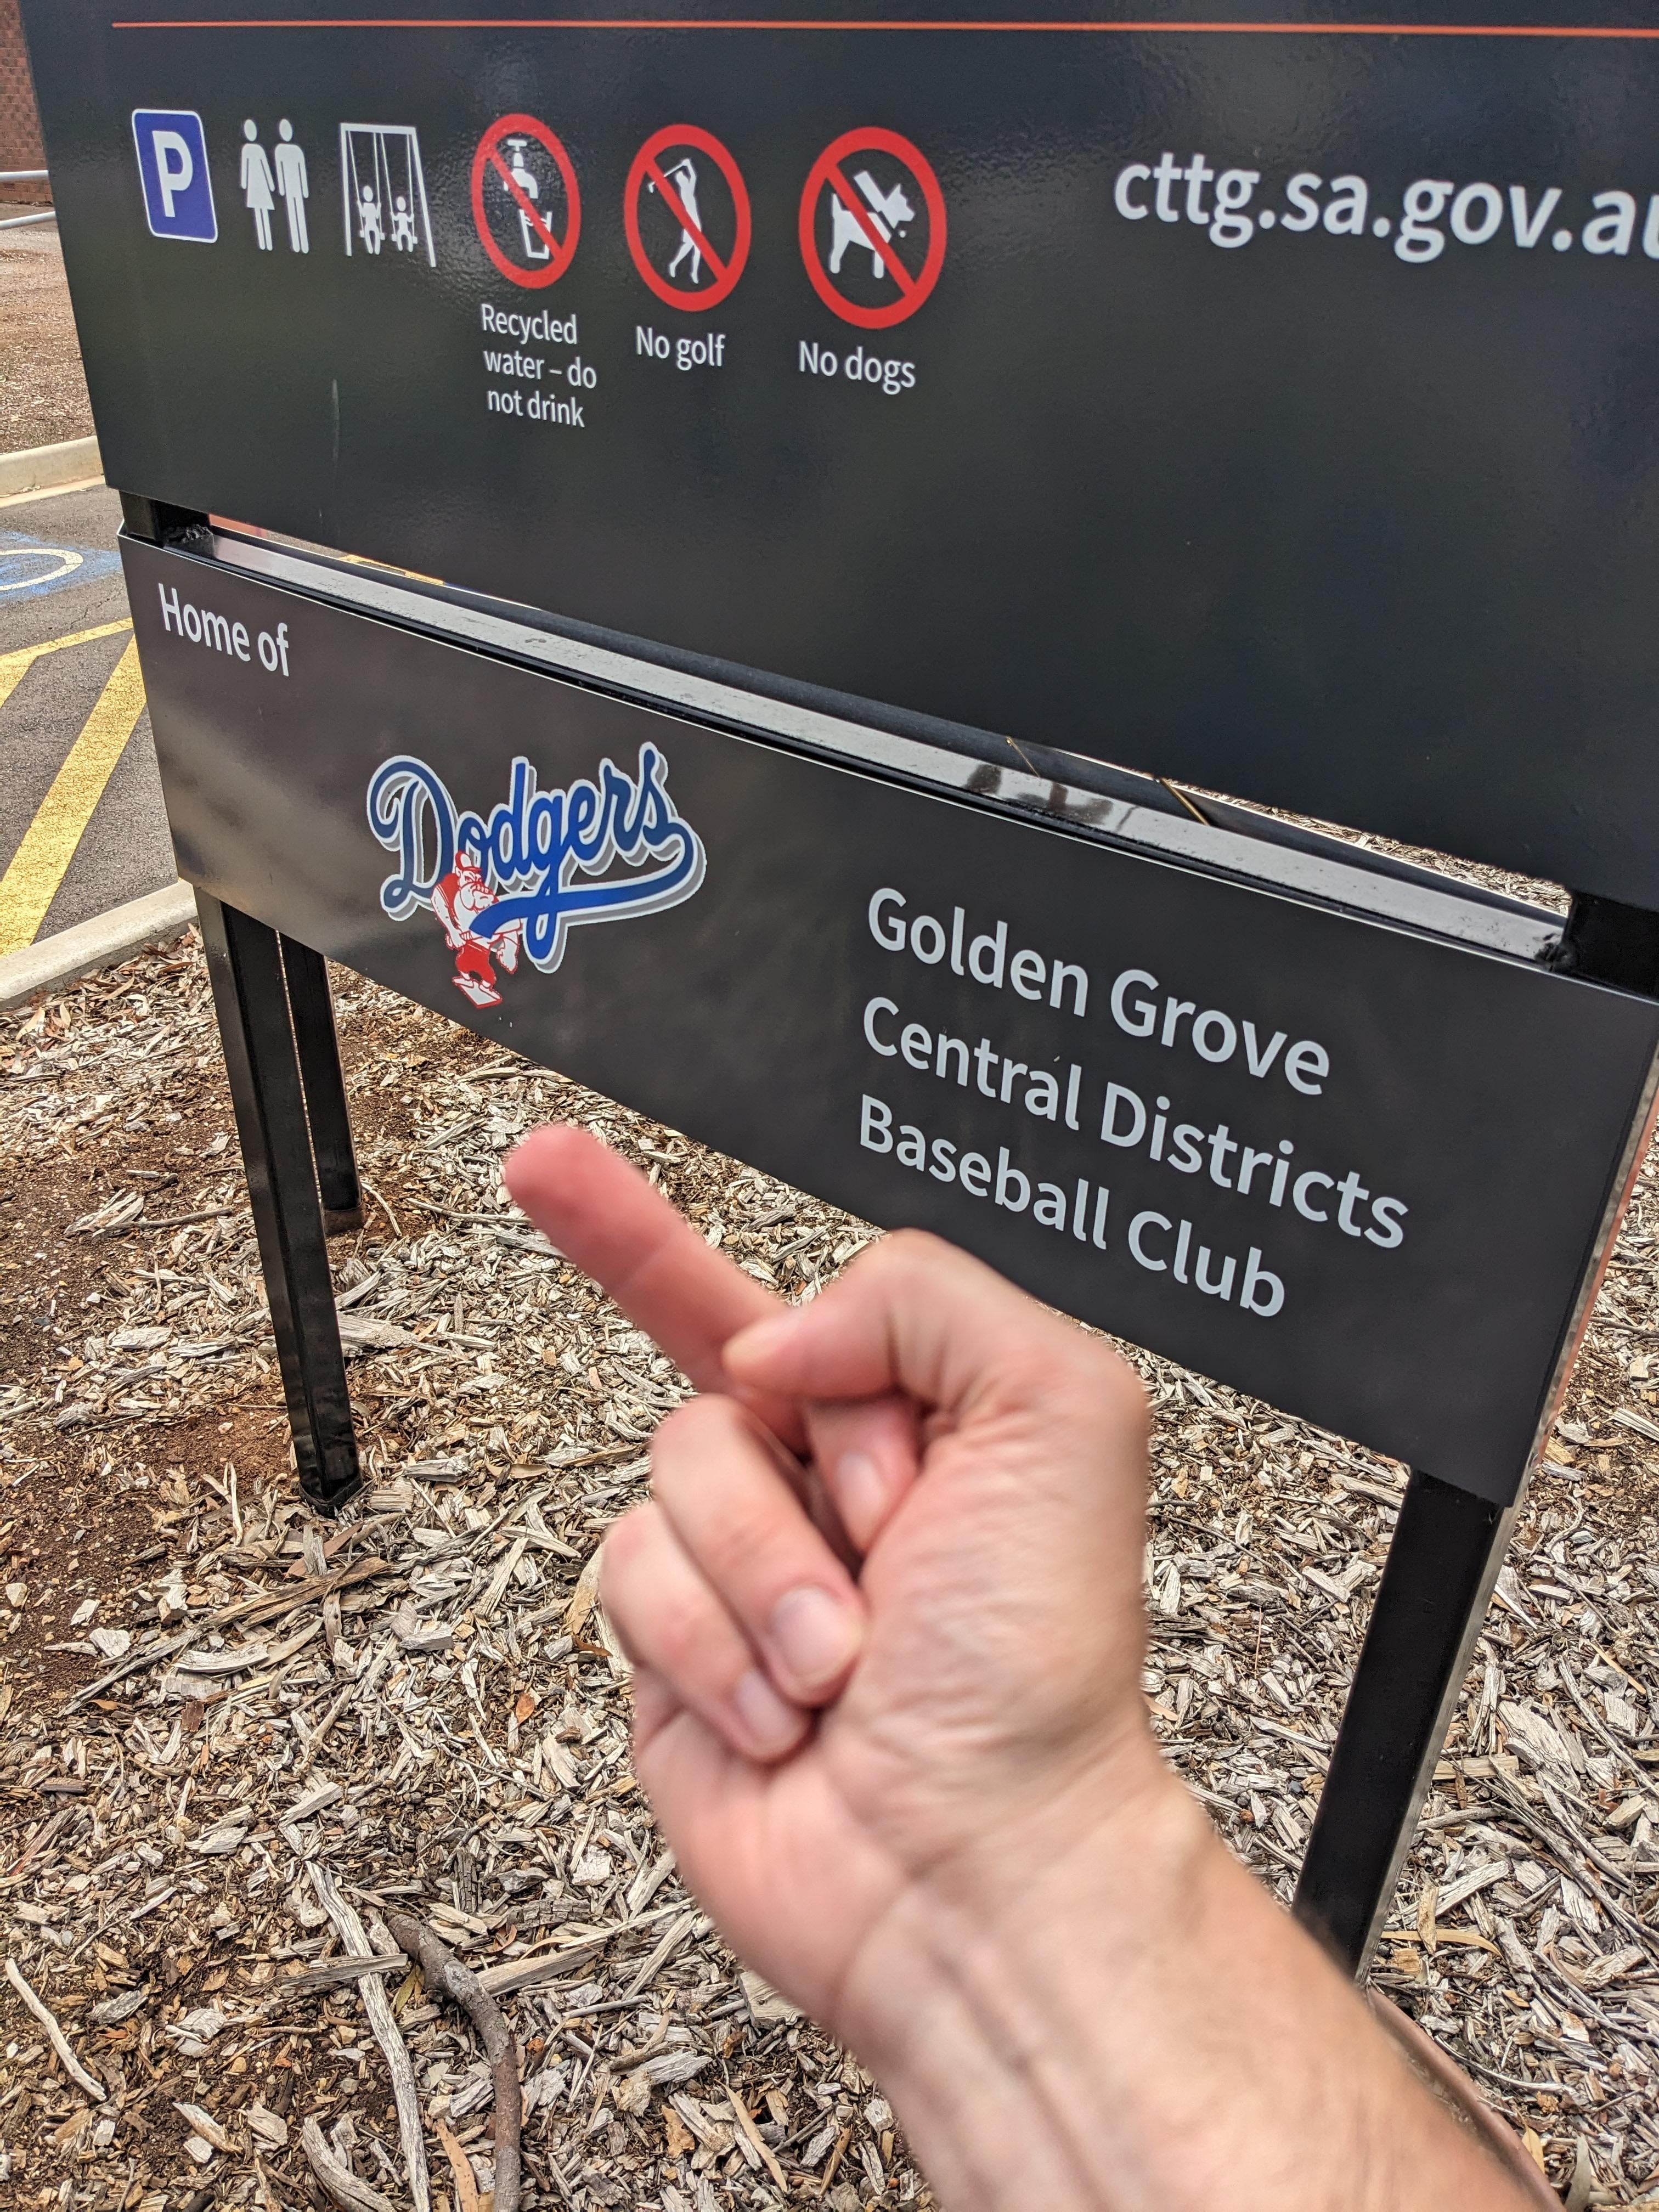 P
Recycled
water – do
not drink
No golf
No dogs
cttg.sa.gov.au
Home of
Dodgers
Golden Grove
Central Districts
Baseball Club